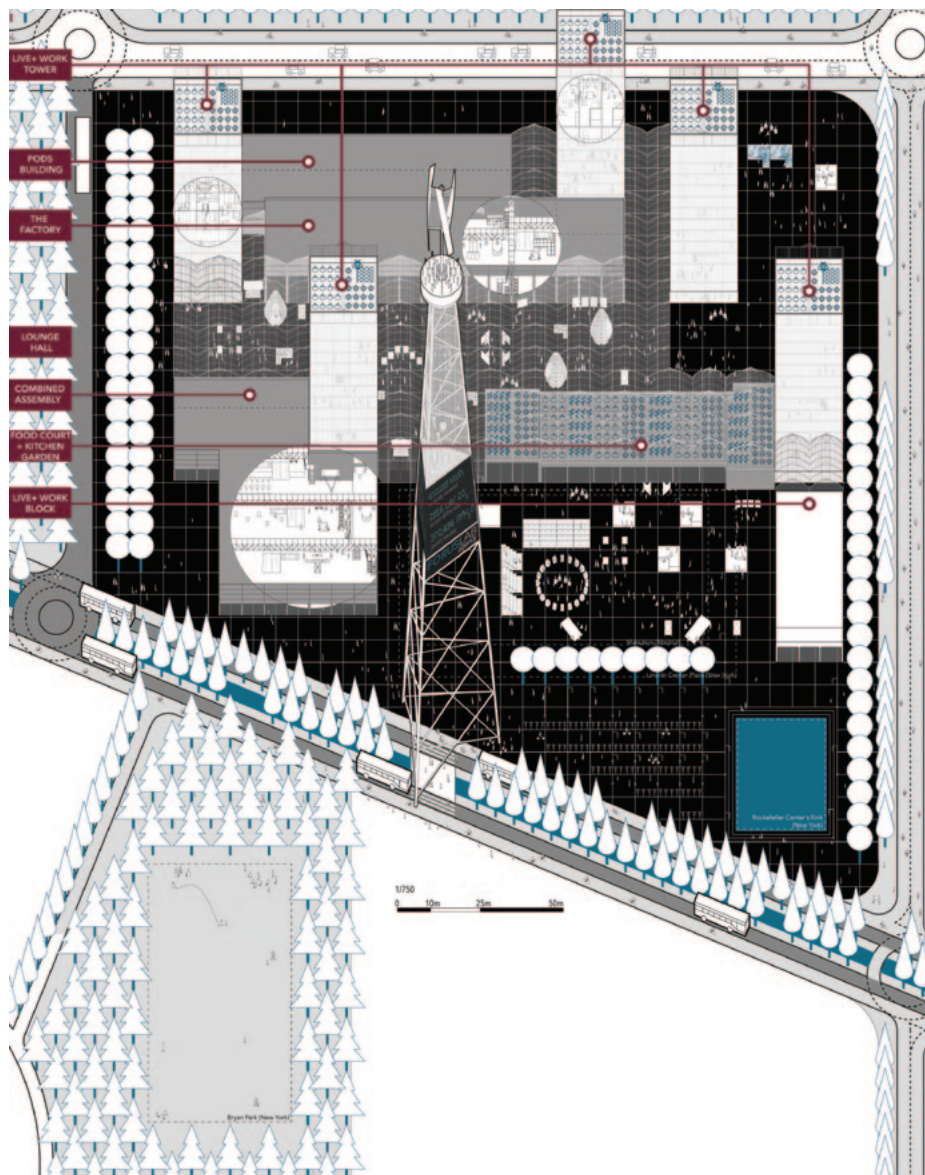 LIVE+ WORK
TOWER
PODS
BUILDING
THE
FACTORY
LOUNGE
HALL
COMBINED
ASSEMBLY
FOOD COURT
+ KITCHEN
GARDEN
LIVE+ WORK
BLOCK
Rockefeller Center's Rink
(New York)
1/750
0 10m 25m 50m
Bryan Park (New York)